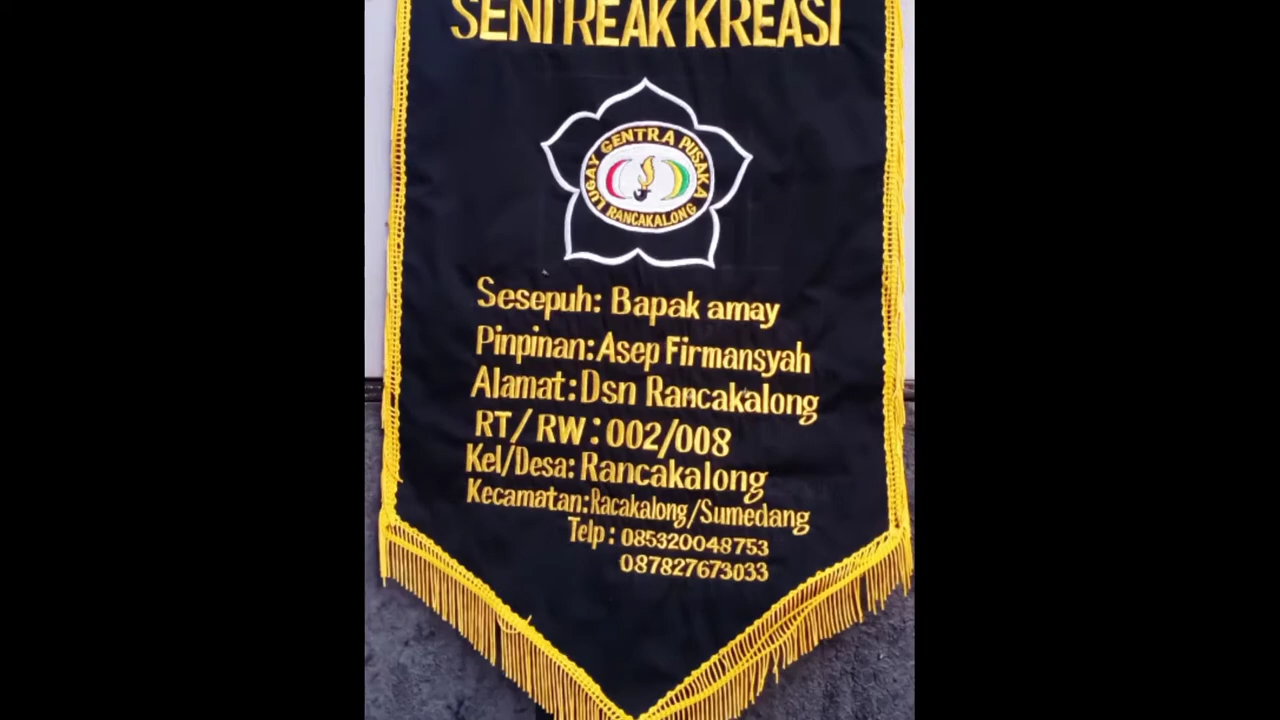 SENI REAK KREASI
LUGAY GENTRA PUSAKA
RANCAKALONG
Sesepuh: Bapak amay
Pinpinan: Asep Firmansyah
Alamat: Dsn Rancakalong
RT/ RW: 002/008
Kel/Desa: Rancakalong
Kecamatan: Racakalong/Sumedang
Telp: 085320048753
087827673033